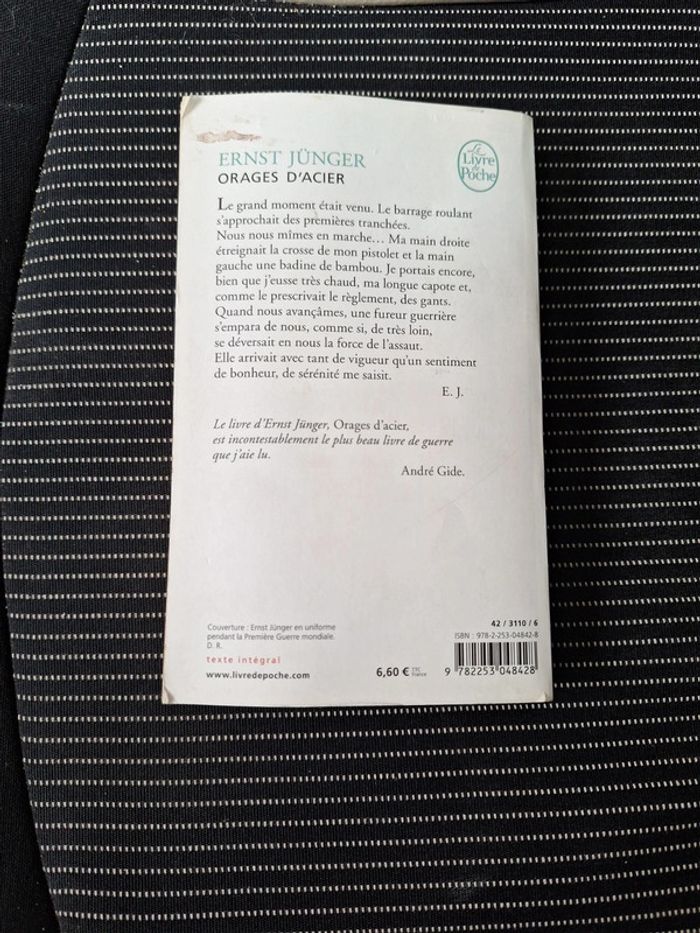 ERNST JÜNGER
ORAGES D'ACIER
Le Livre de Poche
Le grand moment était venu. Le barrage roulant
s'approchait des premières tranchées.
Nous nous mîmes en marche... Ma main droite
étreignait la crosse de mon pistolet et la main
gauche une badine de bambou. Je portais encore,
bien que j'eusse très chaud, ma longue capote et,
comme le prescrivait le règlement, des gants.
Quand nous avançâmes, une fureur guerrière
s'empara de nous, comme si, de très loin,
se déversait en nous la force de l'assaut.
Elle arrivait avec tant de vigueur qu'un sentiment
de bonheur, de sérénité me saisit.
E. J.
Le livre d'Ernst Jünger, Orages d'acier,
est incontestablement le plus beau livre de guerre
que j'aie lu.
André Gide.
Couverture : Ernst Jünger en uniforme
pendant la Première Guerre mondiale.
D. R.
texte intégral
www.livredepoche.com
6,60 € TTC France
42 / 3110 / 6
ISBN : 978-2-253-04842-8
9 782253 048428